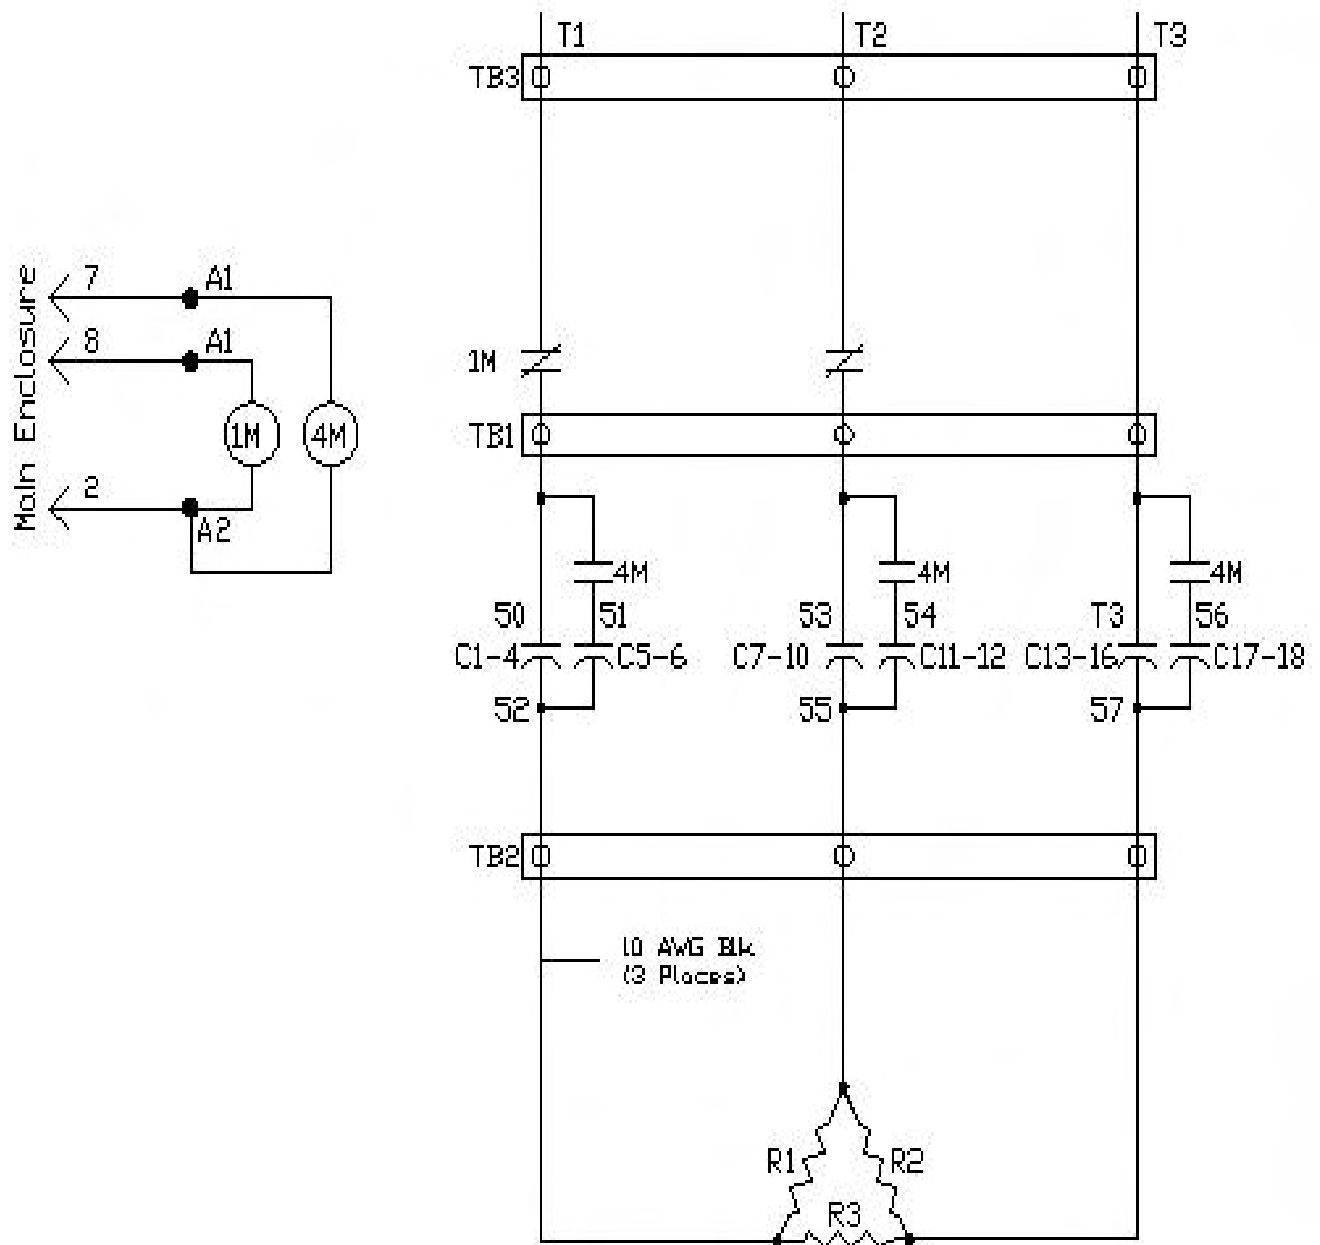 T1 T2 T3
TB3
Main Enclosure
7 A1
8 A1
1M
1M 4M
TB1
2
A2
4M 4M 4M
50 51 53 54 T3 56
C1-4 C5-6 C7-10 C11-12 C13-16 C17-18
52 55 57
TB2
10 AWG Blk
(3 Places)
R1 R2
R3